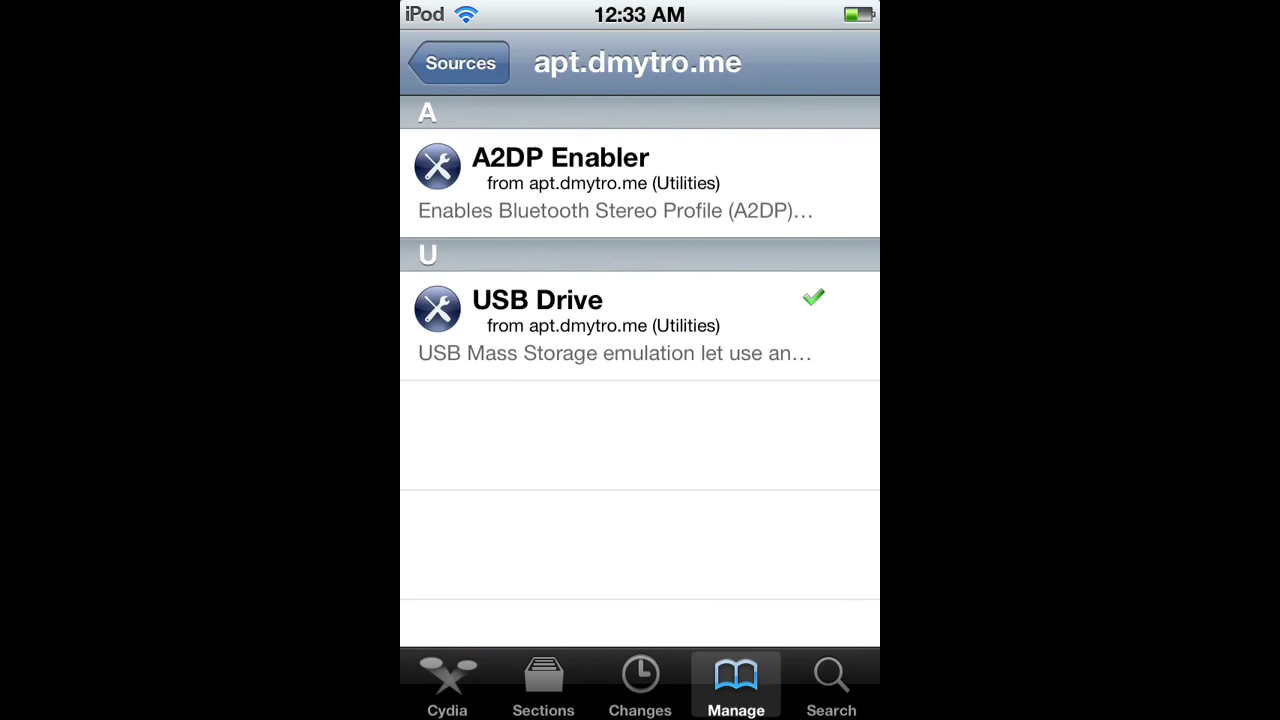 iPod 12:33 AM
Sources apt.dmytro.me
A
A2DP Enabler
from apt.dmytro.me (Utilities)
Enables Bluetooth Stereo Profile (A2DP)...
U
USB Drive
from apt.dmytro.me (Utilities)
USB Mass Storage emulation let use an...
Cydia Sections Changes Manage Search